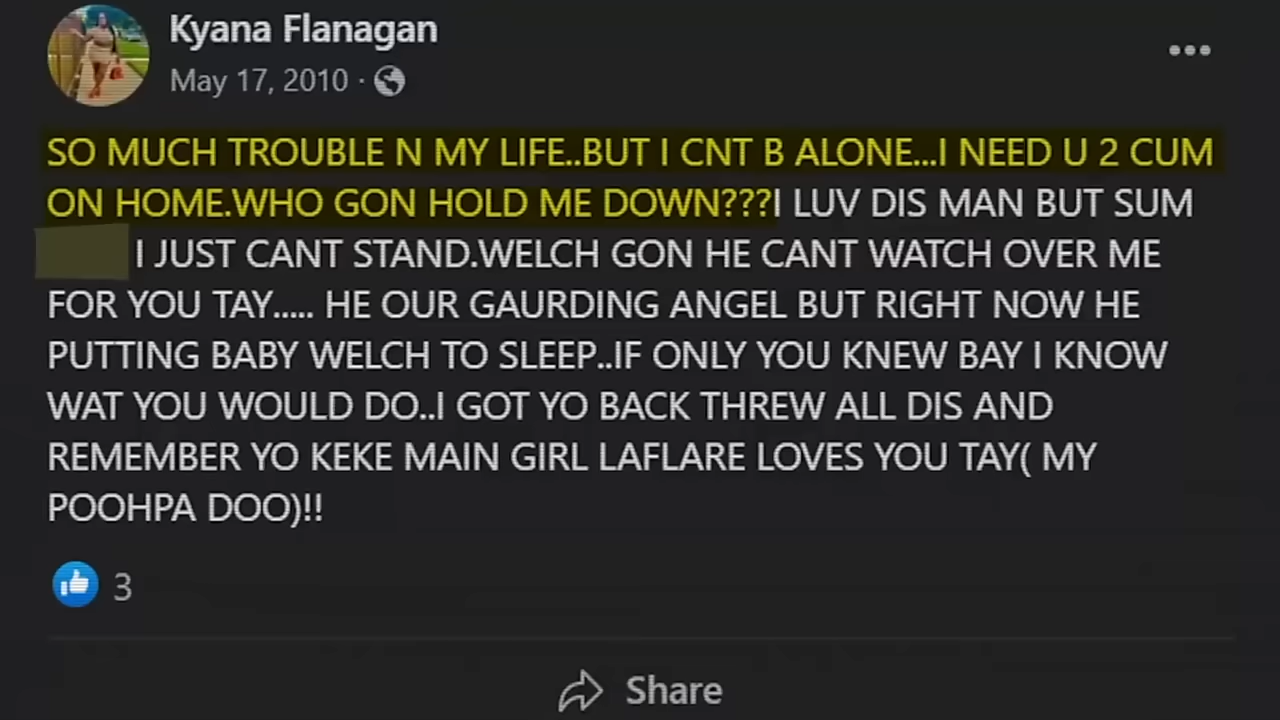 Kyana Flanagan
May 17, 2010 ·
SO MUCH TROUBLE N MY LIFE..BUT I CNT B ALONE...I NEED U 2 CUM
ON HOME.WHO GON HOLD ME DOWN???I LUV DIS MAN BUT SUM
I JUST CANT STAND.WELCH GON HE CANT WATCH OVER ME
FOR YOU TAY..... HE OUR GAURDING ANGEL BUT RIGHT NOW HE
PUTTING BABY WELCH TO SLEEP..IF ONLY YOU KNEW BAY I KNOW
WAT YOU WOULD DO..I GOT YO BACK THREW ALL DIS AND
REMEMBER YO KEKE MAIN GIRL LAFLARE LOVES YOU TAY( MY
POOHPA DOO)!!
3
Share